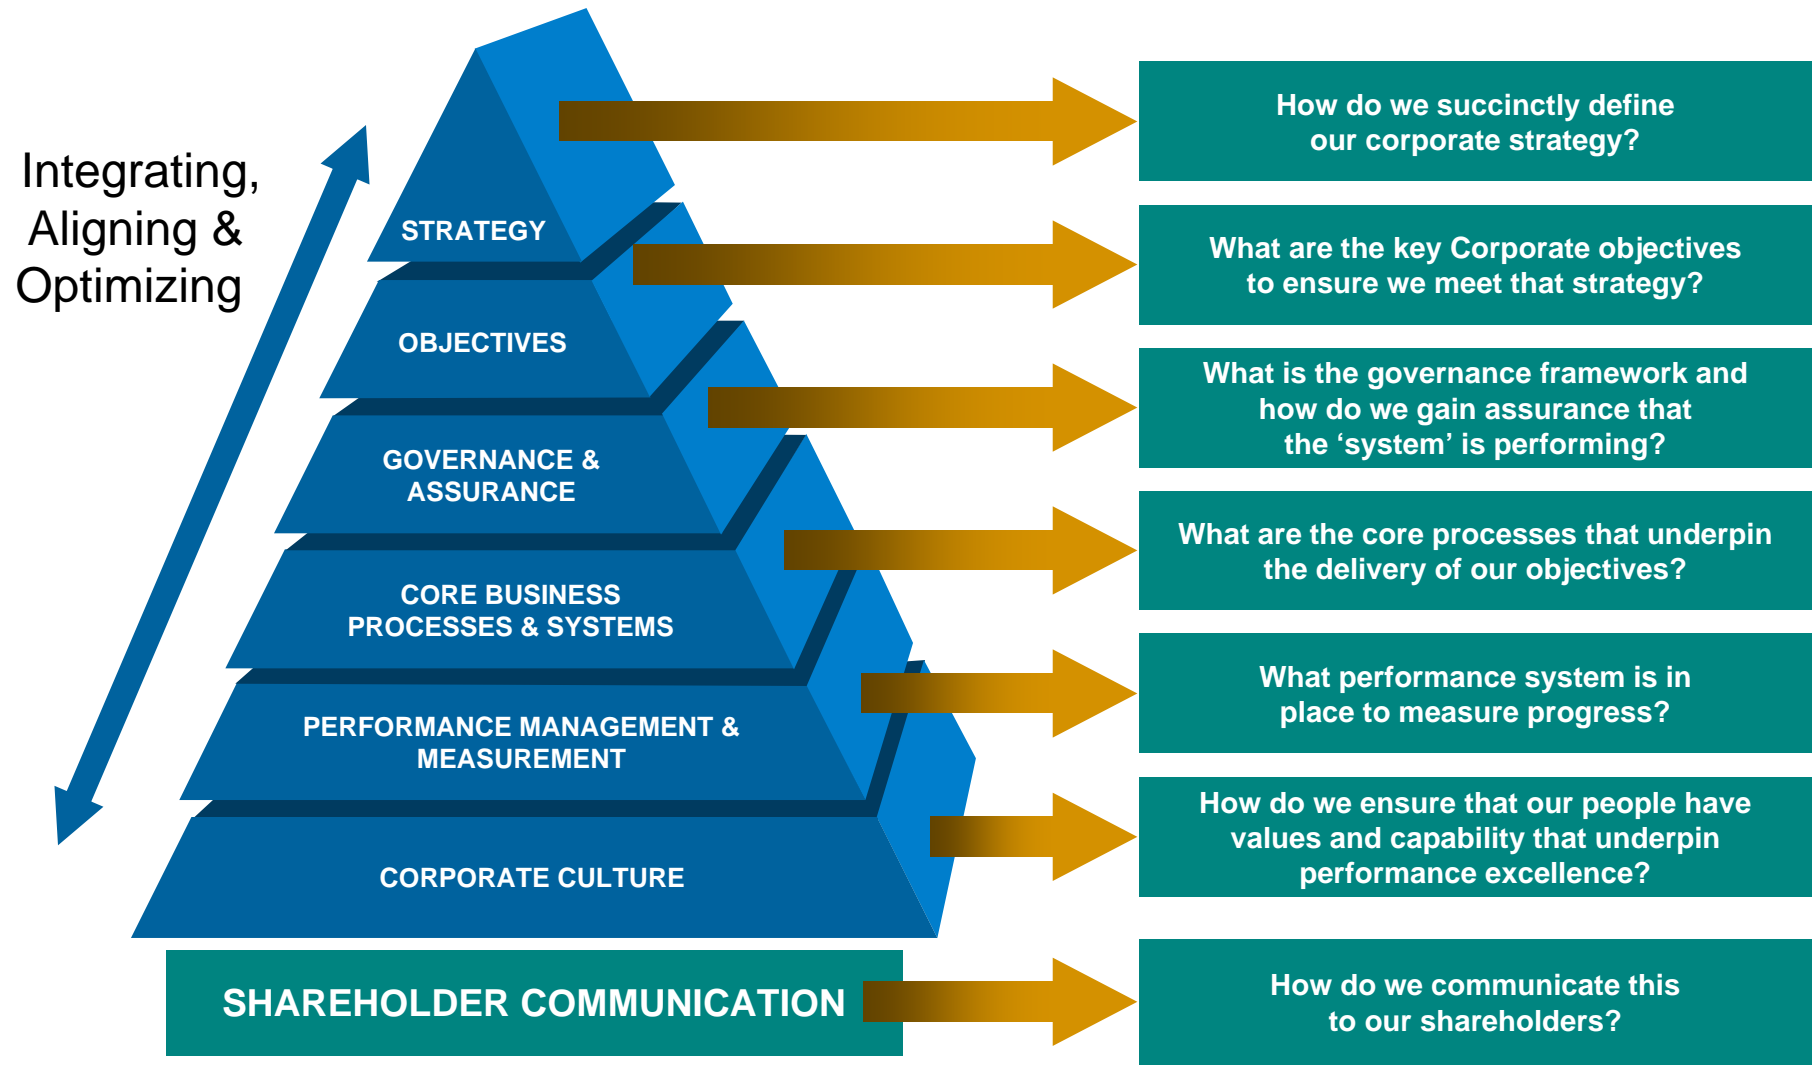 Integrating,
Aligning &
Optimizing
STRATEGY
OBJECTIVES
GOVERNANCE &
ASSURANCE
CORE BUSINESS
PROCESSES & SYSTEMS
PERFORMANCE MANAGEMENT &
MEASUREMENT
CORPORATE CULTURE
SHAREHOLDER COMMUNICATION
How do we succinctly define
our corporate strategy?
What are the key Corporate objectives
to ensure we meet that strategy?
What is the governance framework and
how do we gain assurance that
the ‘system’ is performing?
What are the core processes that underpin
the delivery of our objectives?
What performance system is in
place to measure progress?
How do we ensure that our people have
values and capability that underpin
performance excellence?
How do we communicate this
to our shareholders?